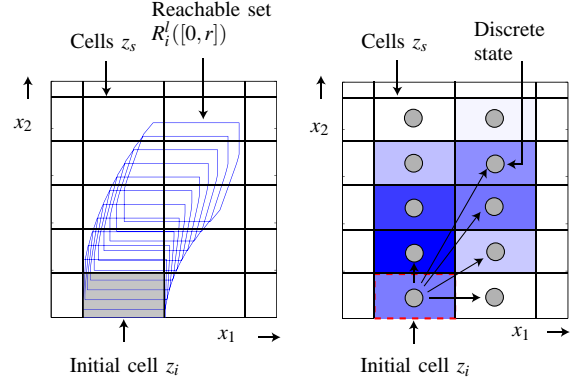 Reachable set
Cells $z_s$ $R_i^l([0, r])$
$x_2$
$x_1$
Initial cell $z_i$
Cells $z_s$ Discrete
state
$x_2$
$x_1$
Initial cell $z_i$